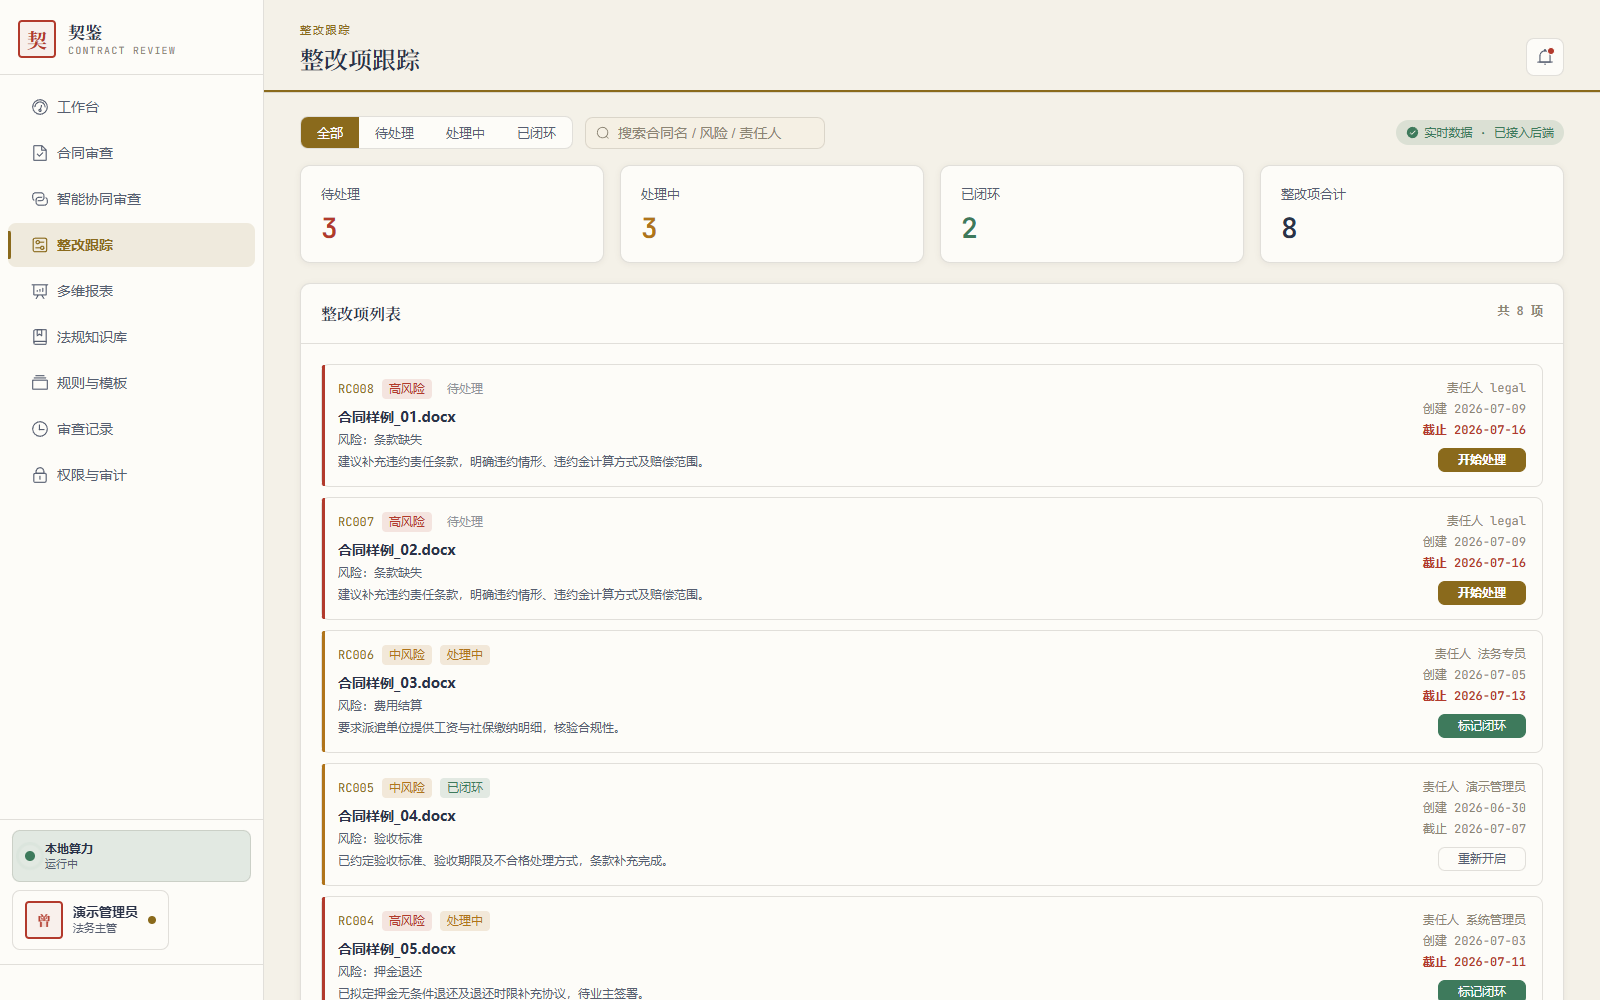 契
契鉴
CONTRACT REVIEW
工作台
合同审查
智能协同审查
整改跟踪
多维报表
法规知识库
规则与模板
审查记录
权限与审计
本地算力
运行中
演示管理员
法务主管
整改跟踪
整改项跟踪
全部
待处理
处理中
已闭环
搜索合同名 / 风险 / 责任人
实时数据 · 已接入后端
待处理
3
处理中
3
已闭环
2
整改项合计
8
整改项列表
共 8 项
RC008 高风险 待处理
合同样例_01.docx
风险: 条款缺失
建议补充违约责任条款，明确违约情形、违约金计算方式及赔偿范围。
责任人 legal
创建 2026-07-09
截止 2026-07-16
开始处理
RC007 高风险 待处理
合同样例_02.docx
风险: 条款缺失
建议补充违约责任条款，明确违约情形、违约金计算方式及赔偿范围。
责任人 legal
创建 2026-07-09
截止 2026-07-16
开始处理
RC006 中风险 处理中
合同样例_03.docx
风险: 费用结算
要求派遣单位提供工资与社保缴纳明细，核验合规性。
责任人 法务专员
创建 2026-07-05
截止 2026-07-13
标记闭环
RC005 中风险 已闭环
合同样例_04.docx
风险: 验收标准
已约定验收标准、验收期限及不合格处理方式，条款补充完成。
责任人 演示管理员
创建 2026-06-30
截止 2026-07-07
重新开启
RC004 高风险 处理中
合同样例_05.docx
风险: 押金退还
已拟定押金无条件退还及退还时限补充协议，待业主签署。
责任人 系统管理员
创建 2026-07-03
截止 2026-07-11
标记闭环